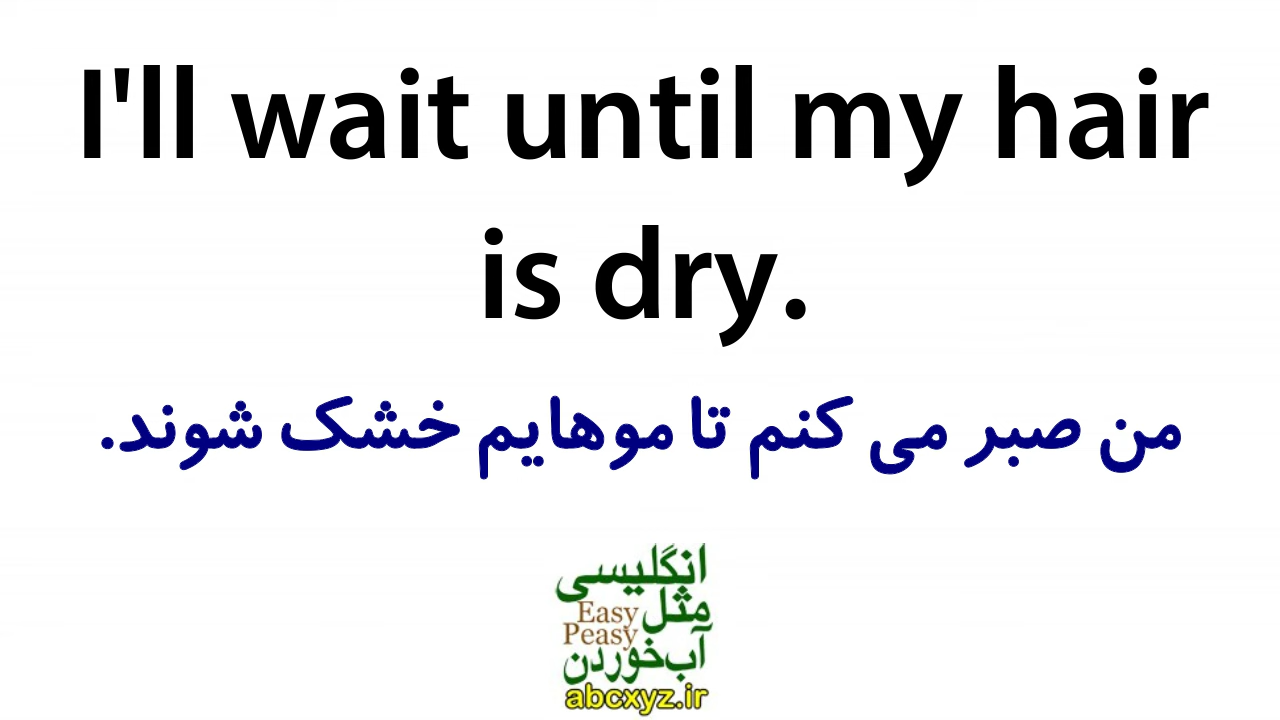 I'll wait until my hair
is dry.
من صبر می کنم تا موهایم خشک شوند.
انگلیسی
مثل
Easy
Peasy
آب‌خوردن
abcxyz.ir